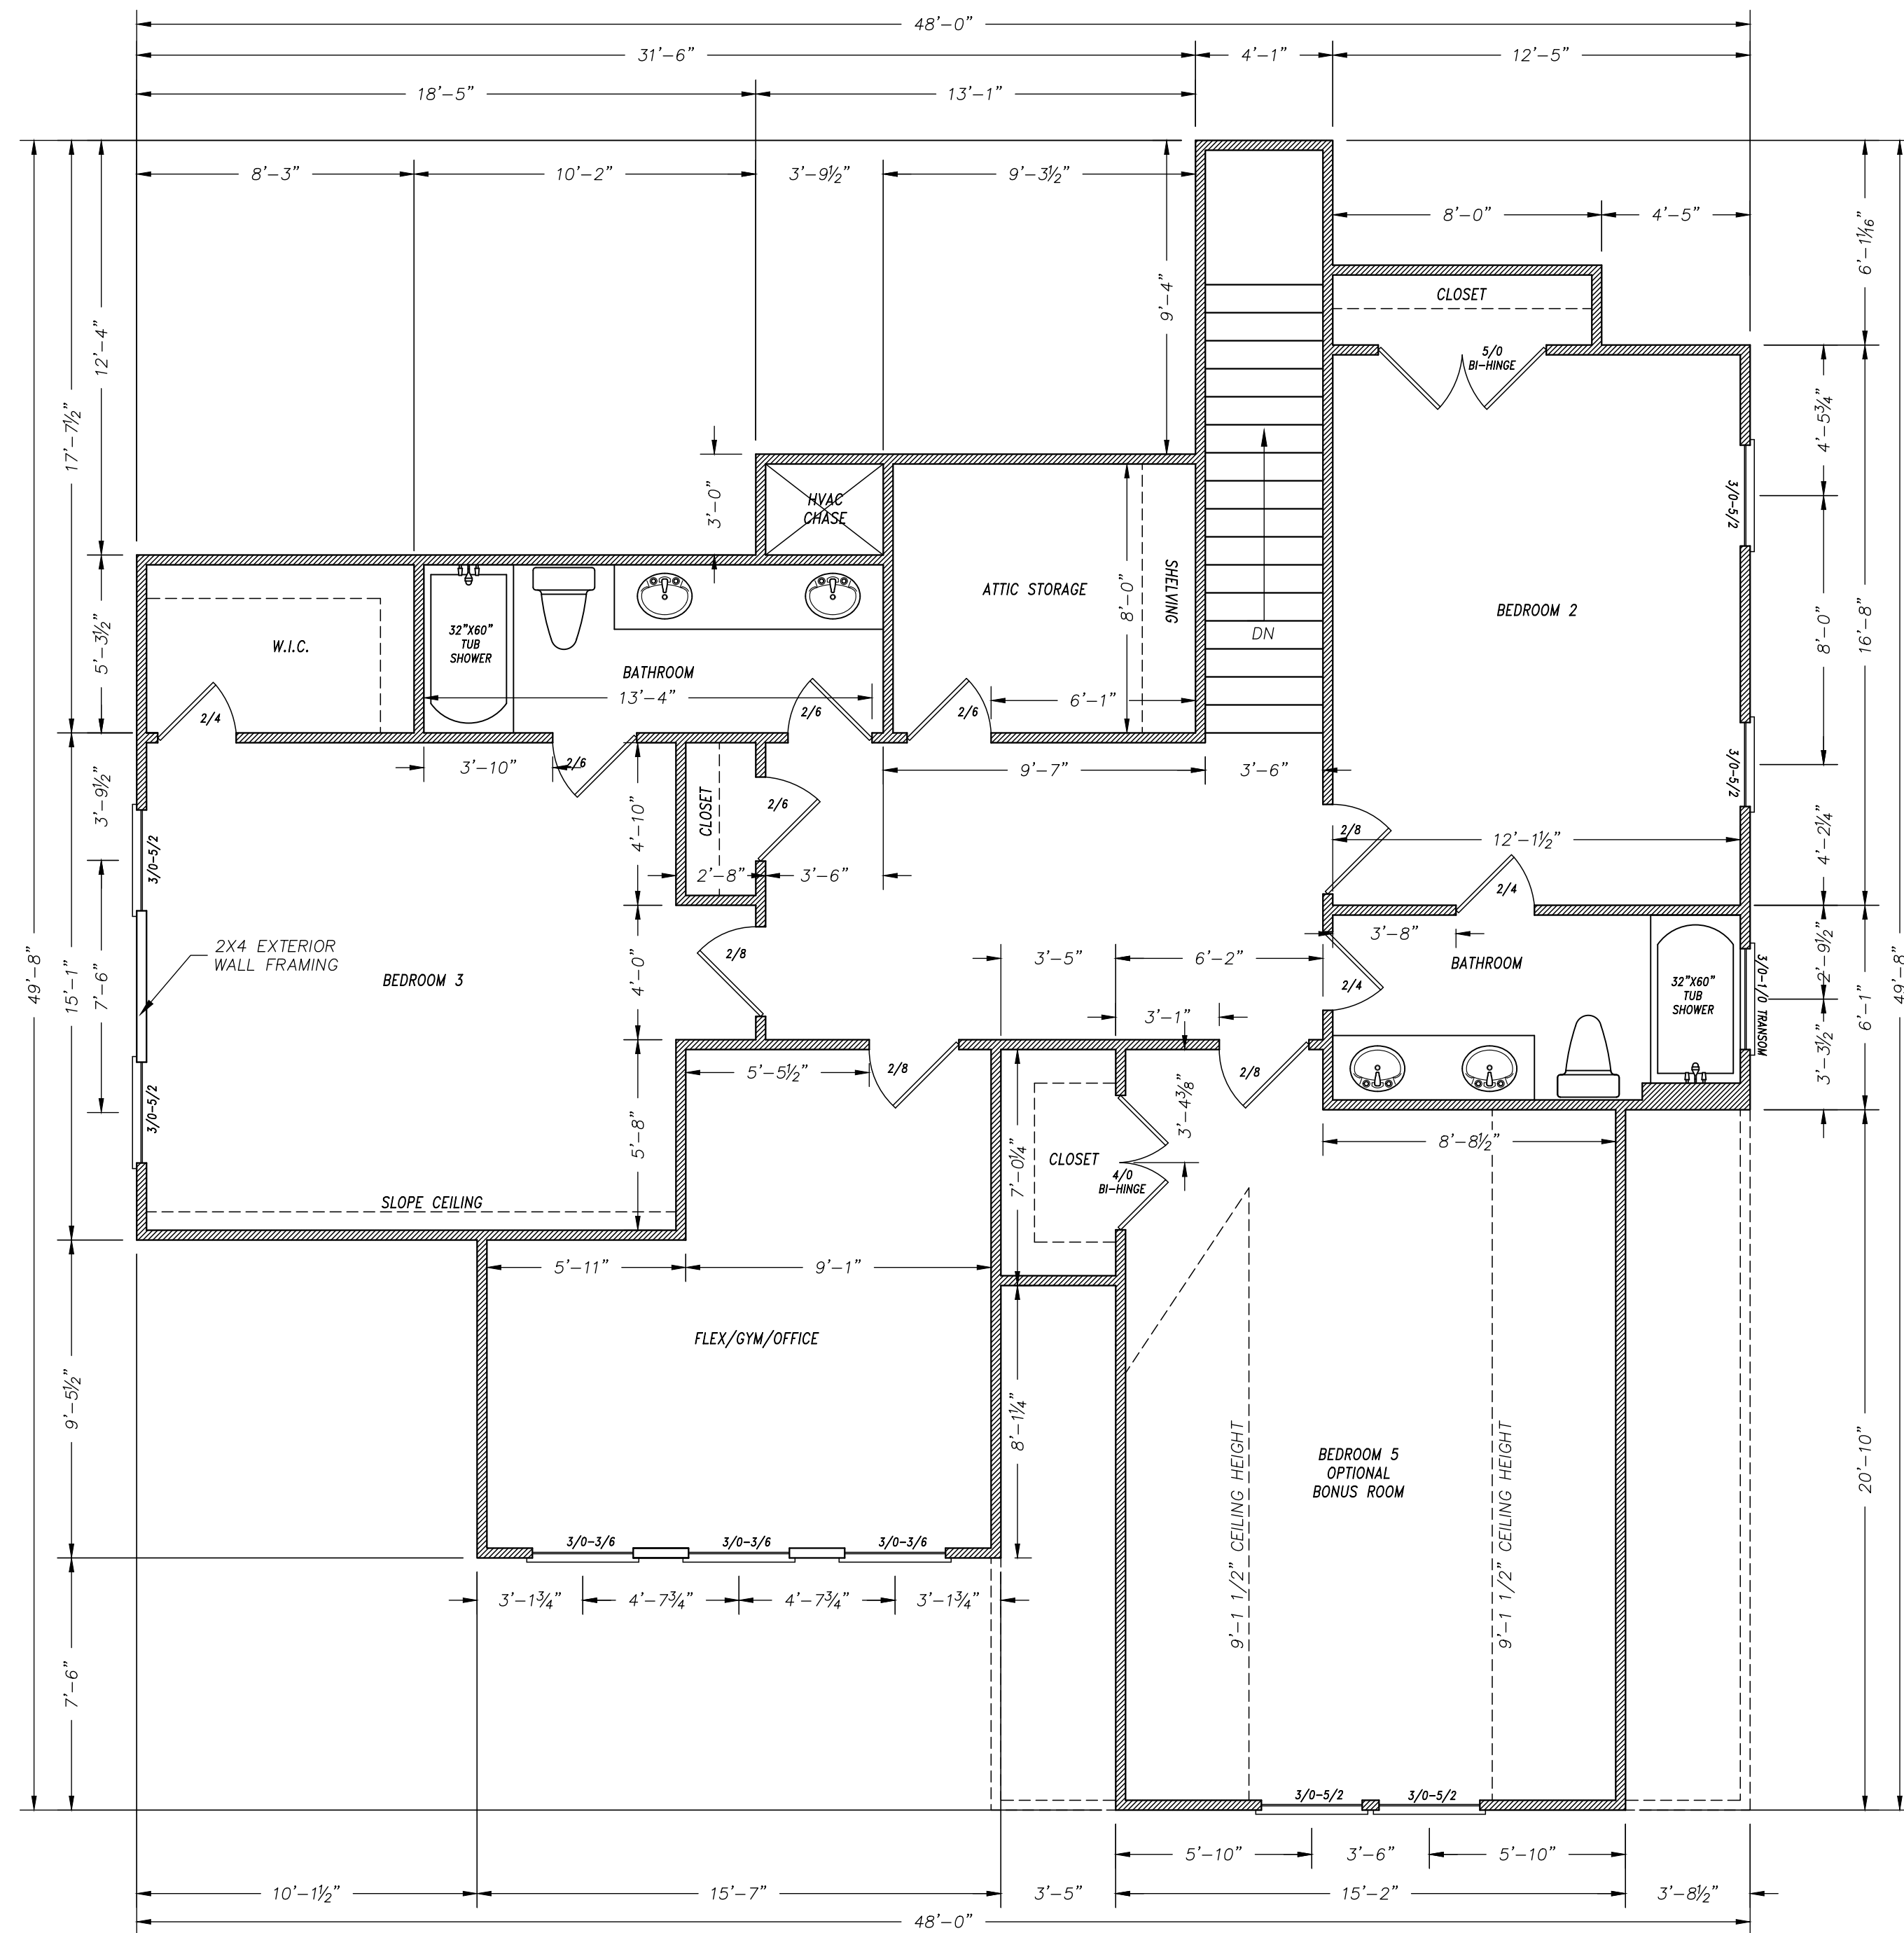 48'-0"
31'-6" 4'-1" 12'-5"
18'-5" 13'-1"
8'-3" 10'-2" 3'-9½" 9'-3½"
8'-0" 4'-5"
6'-1 1/16"
9'-4"
CLOSET
5/0
BI-HINGE
12'-4"
17'-7½"
4'-5¾"
3'-0"
HVAC
CHASE
3/0-5/2
ATTIC STORAGE
8'-0"
SHELVING
DN
BEDROOM 2
8'-0"
16'-8"
5'-3½"
W.I.C.
32"X60"
TUB
SHOWER
BATHROOM
13'-4"
6'-1"
2/4
2/6
2/6
3/0-5/2
3'-10"
2/6
9'-7" 3'-6"
3'-9½"
3/0-5/2
4'-10"
CLOSET
2/6
2/8
12'-1½"
4'-2¼"
2'-8" 3'-6"
2/4
49'-8"
15'-1"
7'-6"
2X4 EXTERIOR
WALL FRAMING
BEDROOM 3
4'-0"
2/8
3'-8"
3'-5" 6'-2"
BATHROOM
2/4
32"X60"
TUB
SHOWER
3/0-1/0 TRANSOM
2'-9½"
6'-1"
49'-8"
3'-1"
3'-3½"
3/0-5/2
5'-8"
5'-5½"
2/8
2/8
3'-4⅜"
8'-8½"
7'-0¼"
CLOSET
4/0
BI-HINGE
SLOPE CEILING
5'-11" 9'-1"
FLEX/GYM/OFFICE
9'-5½"
8'-1¼"
9'-1 1/2" CEILING HEIGHT
BEDROOM 5
OPTIONAL
BONUS ROOM
9'-1 1/2" CEILING HEIGHT
20'-10"
3/0-3/6 3/0-3/6 3/0-3/6
3'-1¾" 4'-7¾" 4'-7¾" 3'-1¾"
7'-6"
3/0-5/2 3/0-5/2
5'-10" 3'-6" 5'-10"
10'-1½" 15'-7" 3'-5" 15'-2" 3'-8½"
48'-0"